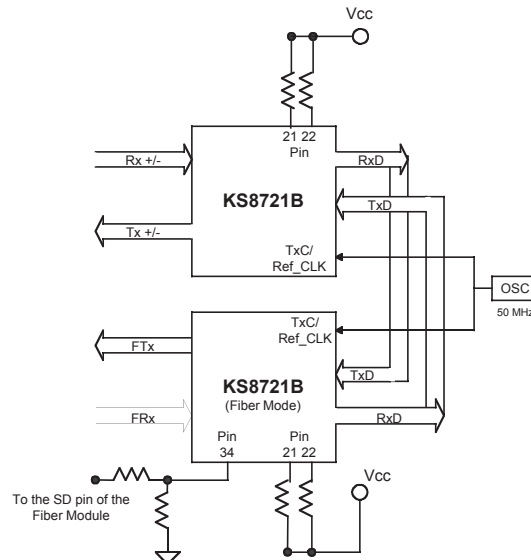 Vcc
21 22
Pin
Rx +/-
RxD
KS8721B
TxD
Tx +/-
TxC/
Ref_CLK
OSC
50 MHz
TxC/
Ref_CLK
FTx
KS8721B
TxD
(Fiber Mode)
FRx
RxD
Pin
34
Pin
21 22
Vcc
To the SD pin of the
Fiber Module